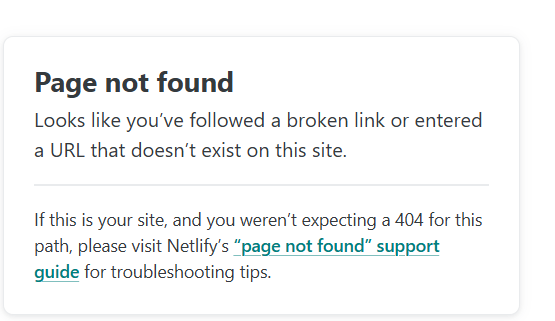 Page not found
Looks like you’ve followed a broken link or entered
a URL that doesn’t exist on this site.
If this is your site, and you weren’t expecting a 404 for this
path, please visit Netlify’s “page not found” support
guide for troubleshooting tips.